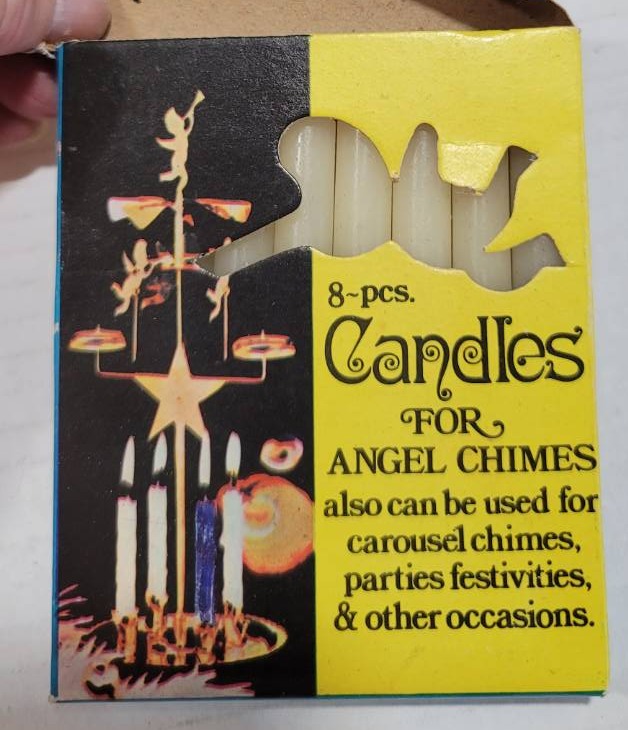 8~pcs.
Candles
FOR
ANGEL CHIMES
also can be used for
carousel chimes,
parties festivities,
& other occasions.